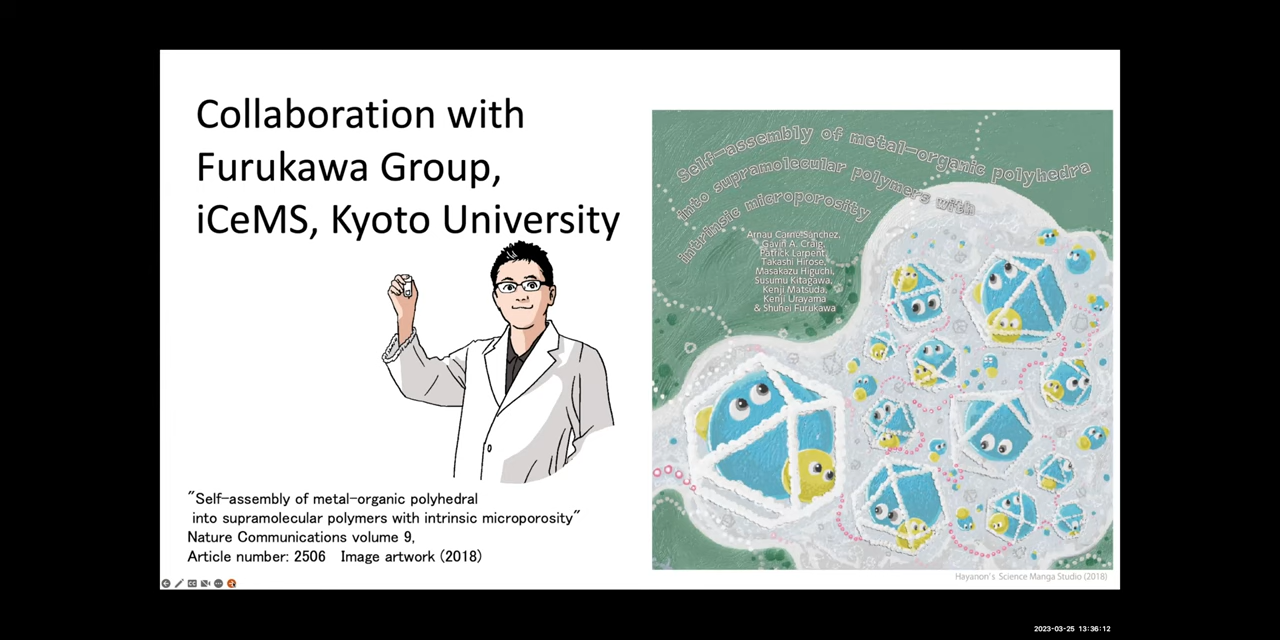 Collaboration with
Furukawa Group,
iCeMS, Kyoto University
"Self-assembly of metal-organic polyhedral
into supramolecular polymers with intrinsic microporosity"
Nature Communications volume 9,
Article number: 2506 Image artwork (2018)
Self-assembly of metal-organic polyhedra
into supramolecular polymers with
intrinsic microporosity
Arnau Carné-Sánchez,
Gavin A. Craig,
Patrick Larpent,
Takashi Hirose,
Masakazu Higuchi,
Susumu Kitagawa,
Kenji Matsuda,
Kenji Urayama
& Shuhei Furukawa
Hayanon's Science Manga Studio (2018)
2023-03-25 13:36:12